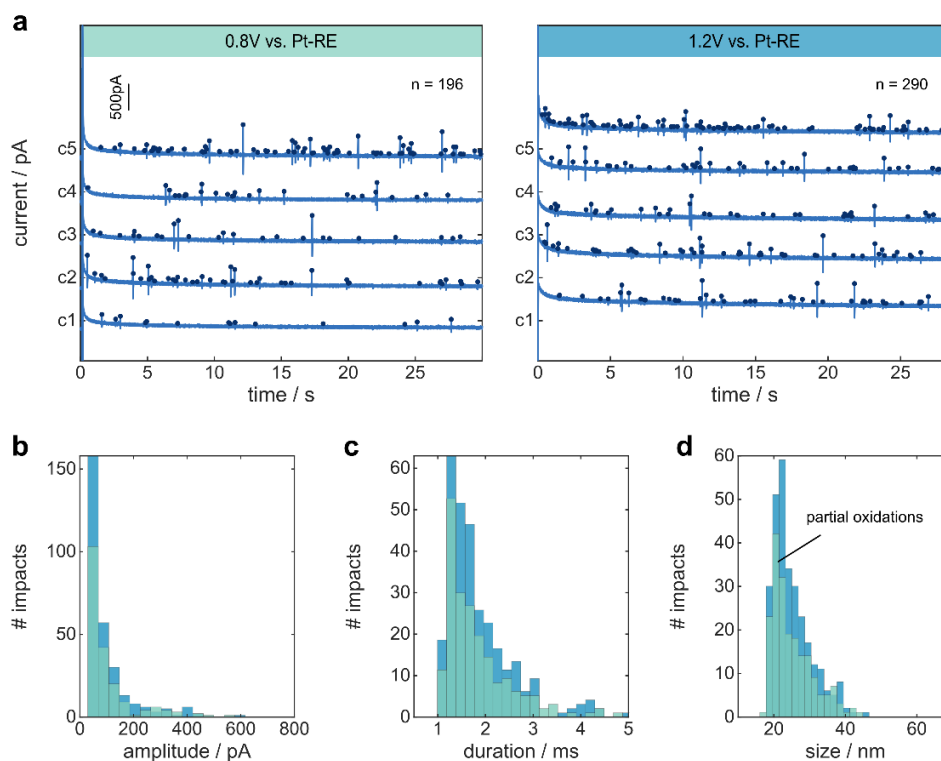 a
0.8V vs. Pt-RE
1.2V vs. Pt-RE
500pA
n = 196
n = 290
current / pA
c5
c4
c3
c2
c1
c5
c4
c3
c2
c1
0 5 10 15 20 25
0 5 10 15 20 25
time / s
time / s
b
c
d
150
100
50
0
60
50
40
30
20
10
0
60
50
40
30
20
10
0
partial oxidations
# impacts
# impacts
# impacts
0 200 400 600 800
1 2 3 4 5
20 40 60
amplitude / pA
duration / ms
size / nm